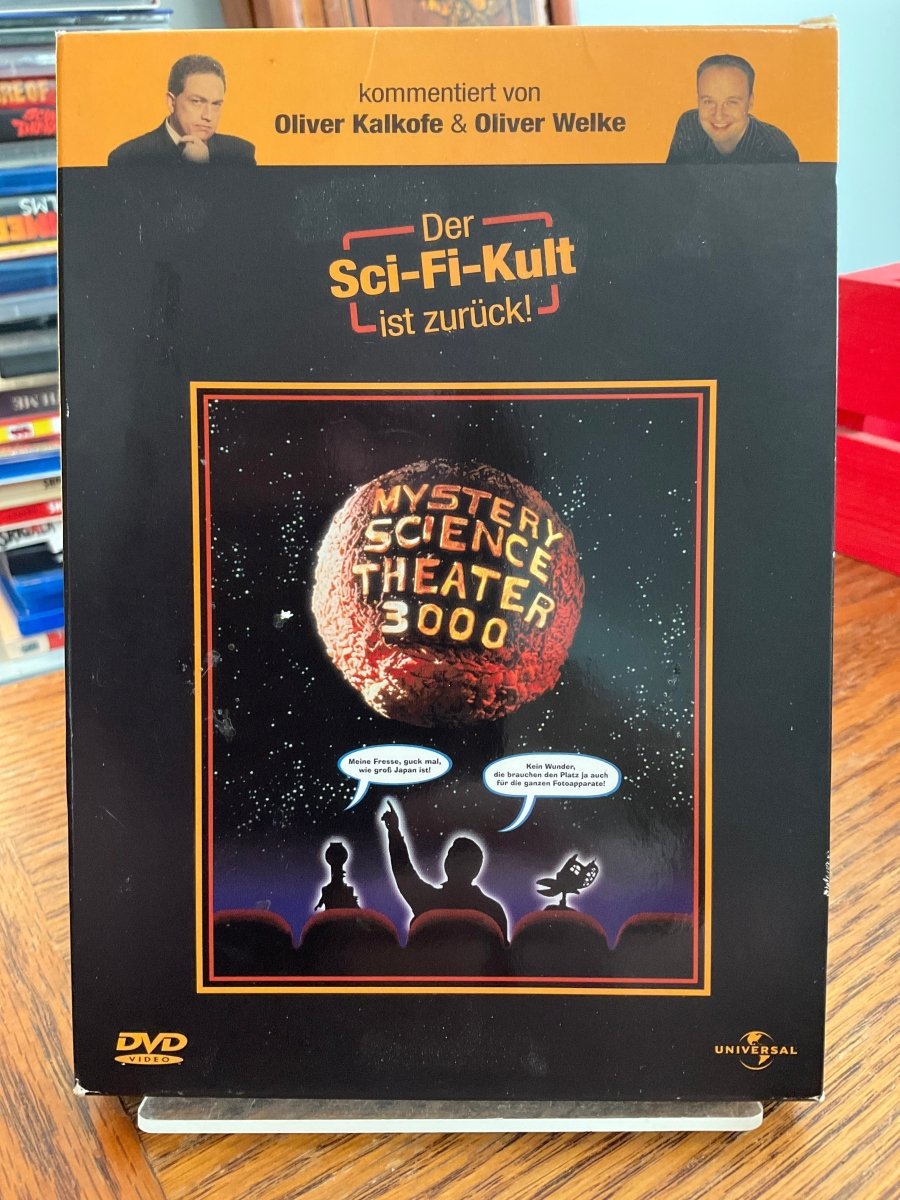 kommentiert von
Oliver Kalkofe & Oliver Welke
Der
Sci-Fi-Kult
ist zurück!
MYSTERY
SCIENCE
THEATER
3000
Meine Fresse, guck mal,
wie groß Japan ist!
Kein Wunder,
die brauchen den Platz ja auch
für die ganzen Fotoapparate!
DVD
VIDEO
UNIVERSAL